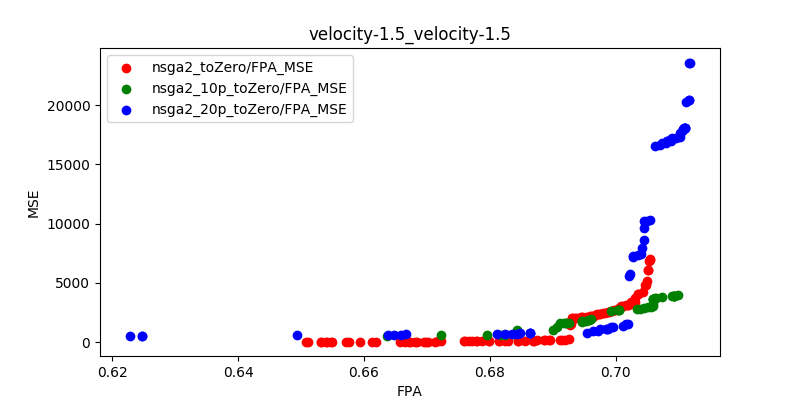 velocity-1.5_velocity-1.5
nsga2_toZero/FPA_MSE
nsga2_10p_toZero/FPA_MSE
nsga2_20p_toZero/FPA_MSE
MSE
20000
15000
10000
5000
0
0.62 0.64 0.66 0.68 0.70
FPA